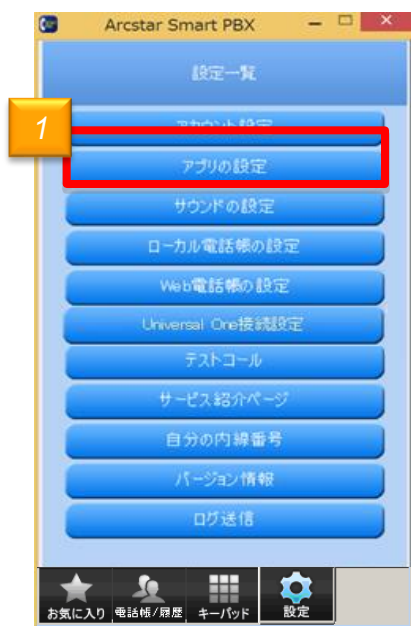 Arcstar Smart PBX
設定一覧
1
アカウント設定
アプリの設定
サウンドの設定
ローカル電話帳の設定
Web電話帳の設定
Universal One接続設定
テストコール
サービス紹介ページ
自分の内線番号
バージョン情報
ログ送信
お気に入り 電話帳/履歴 キーパッド 設定